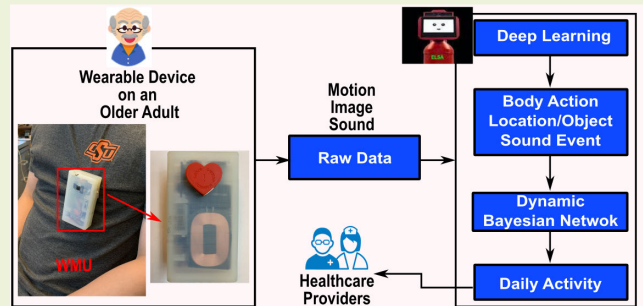 Wearable Device
on an
Older Adult
OSU
WMU
Motion
Image
Sound
Raw Data
Healthcare
Providers
ELSA
Deep Learning
Body Action
Location/Object
Sound Event
Dynamic
Bayesian Netwok
Daily Activity